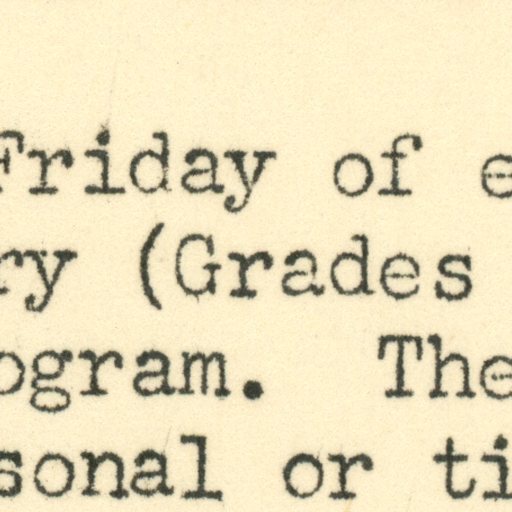 Friday of e
ry (Grades
ogram. The
sonal or ti